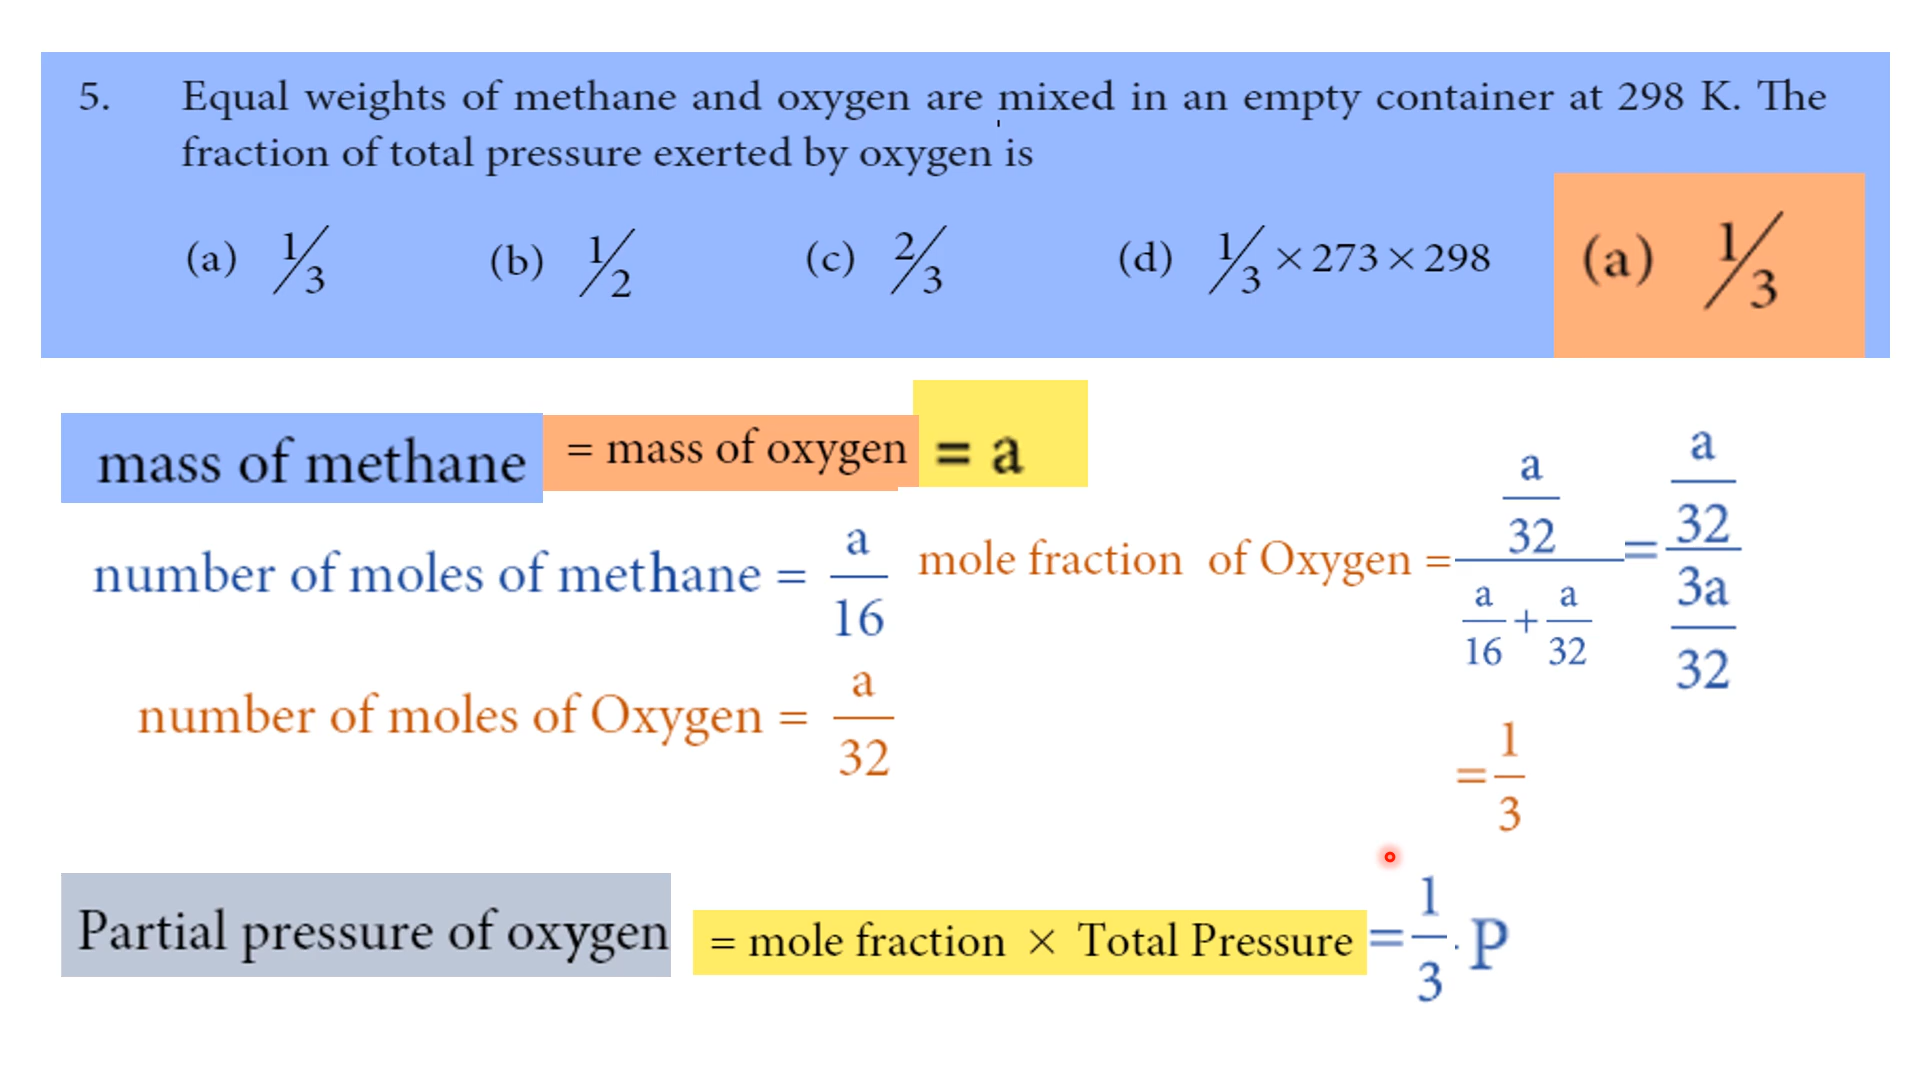 5. Equal weights of methane and oxygen are mixed in an empty container at 298 K. The
fraction of total pressure exerted by oxygen is
(a) 1/3 (b) 1/2 (c) 2/3 (d) 1/3 × 273 × 298 (a) 1/3
mass of methane = mass of oxygen = a
number of moles of methane = a/16
number of moles of Oxygen = a/32
mole fraction of Oxygen = (a/32)/(a/16 + a/32) = (a/32)/(3a/32)
= 1/3
Partial pressure of oxygen = mole fraction × Total Pressure = 1/3 . P